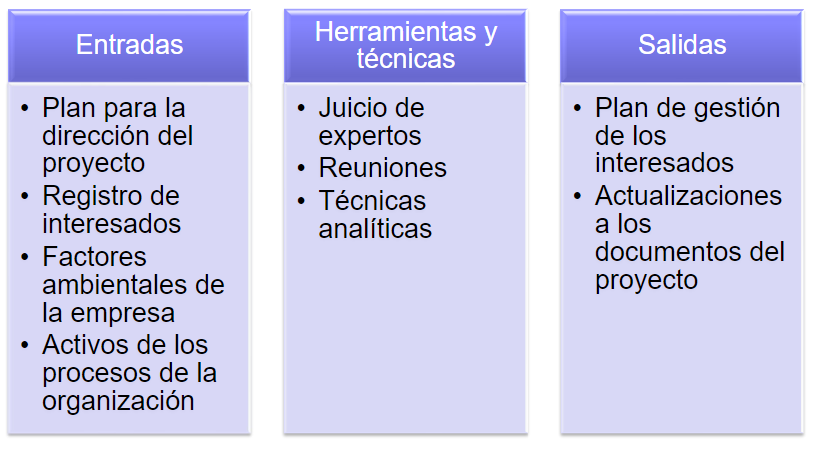 Entradas
• Plan para la
dirección del
proyecto
• Registro de
interesados
• Factores
ambientales de
la empresa
• Activos de los
procesos de la
organización
Herramientas y
técnicas
• Juicio de
expertos
• Reuniones
• Técnicas
analíticas
Salidas
• Plan de gestión
de los
interesados
• Actualizaciones
a los
documentos del
proyecto